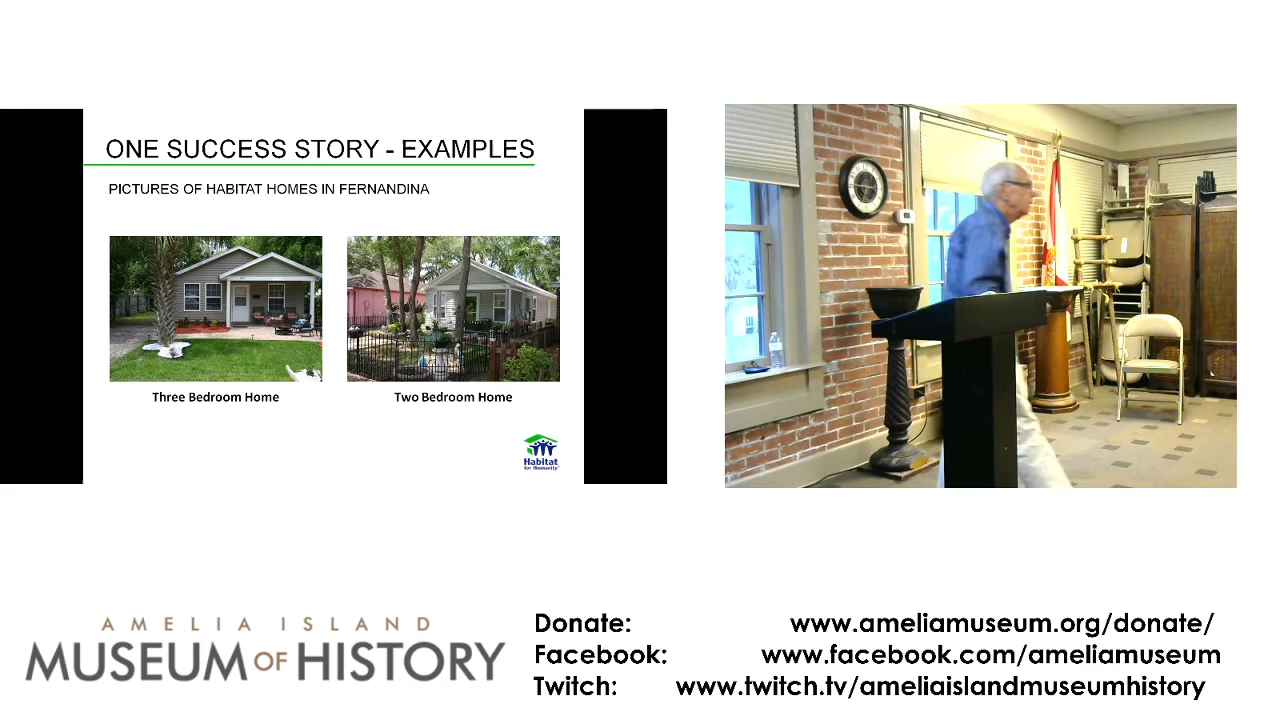 ONE SUCCESS STORY - EXAMPLES
PICTURES OF HABITAT HOMES IN FERNANDINA
Three Bedroom Home
Two Bedroom Home
Habitat
for Humanity
AMELIA ISLAND
MUSEUM OF HISTORY
Donate: www.ameliamuseum.org/donate/
Facebook: www.facebook.com/ameliamuseum
Twitch: www.twitch.tv/ameliaislandmuseumhistory